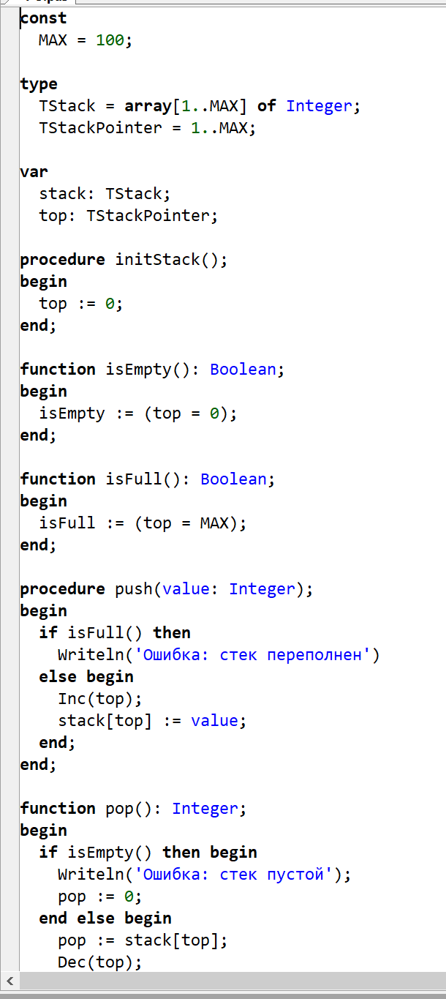 const
  MAX = 100;

type
  TStack = array[1..MAX] of Integer;
  TStackPointer = 1..MAX;

var
  stack: TStack;
  top: TStackPointer;

procedure initStack();
begin
  top := 0;
end;

function isEmpty(): Boolean;
begin
  isEmpty := (top = 0);
end;

function isFull(): Boolean;
begin
  isFull := (top = MAX);
end;

procedure push(value: Integer);
begin
  if isFull() then
    Writeln('Ошибка: стек переполнен')
  else begin
    Inc(top);
    stack[top] := value;
  end;
end;

function pop(): Integer;
begin
  if isEmpty() then begin
    Writeln('Ошибка: стек пустой');
    pop := 0;
  end else begin
    pop := stack[top];
    Dec(top);